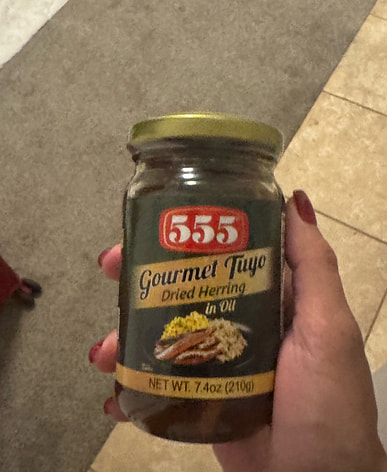 555
Gourmet Tuyo
Dried Herring
in Oil
NET WT. 7.4oz (210g)